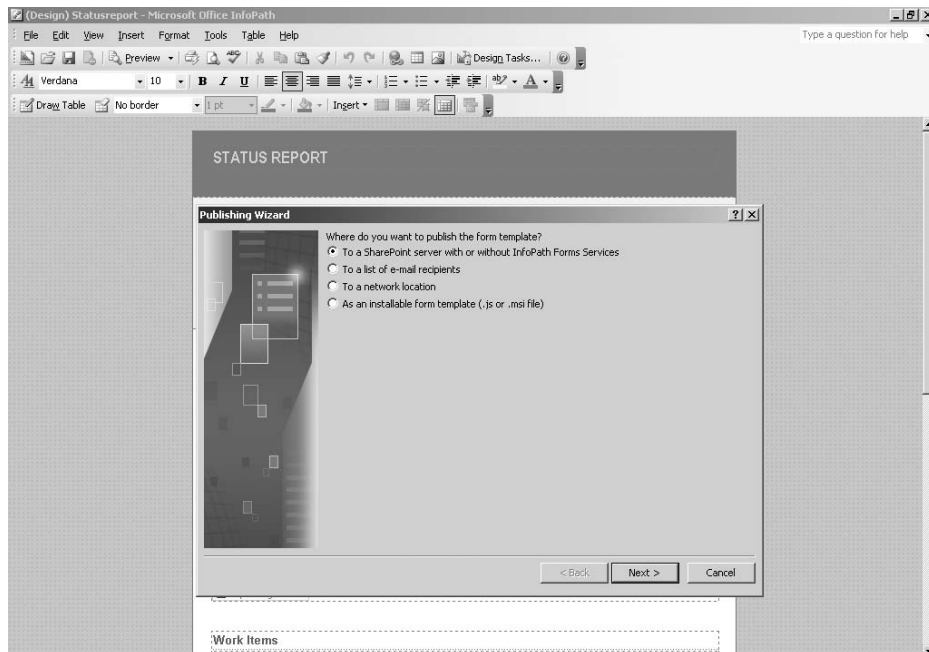 (Design) Statusreport - Microsoft Office InfoPath
File Edit View Insert Format Tools Table Help Type a question for help
Preview Design Tasks...
Verdana 10 B I U A
Draw Table No border 1 pt Insert
STATUS REPORT
Publishing Wizard
Where do you want to publish the form template?
To a SharePoint server with or without InfoPath Forms Services
To a list of e-mail recipients
To a network location
As an installable form template (.js or .msi file)
< Back Next > Cancel
Work Items